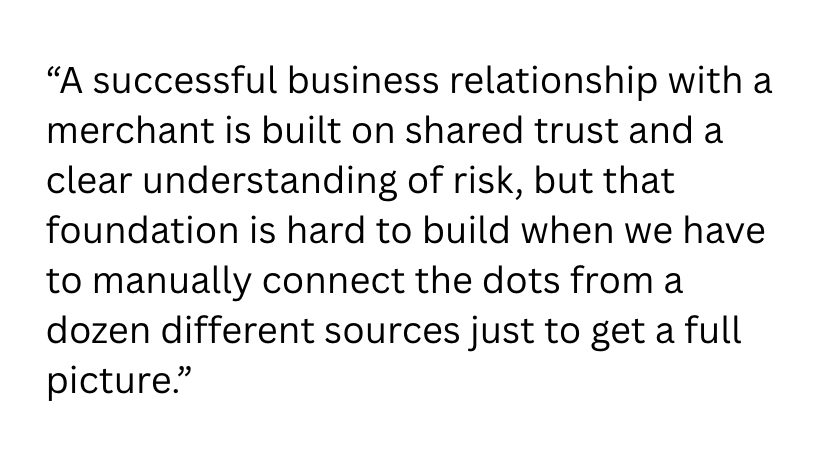 “A successful business relationship with a
merchant is built on shared trust and a
clear understanding of risk, but that
foundation is hard to build when we have
to manually connect the dots from a
dozen different sources just to get a full
picture.”